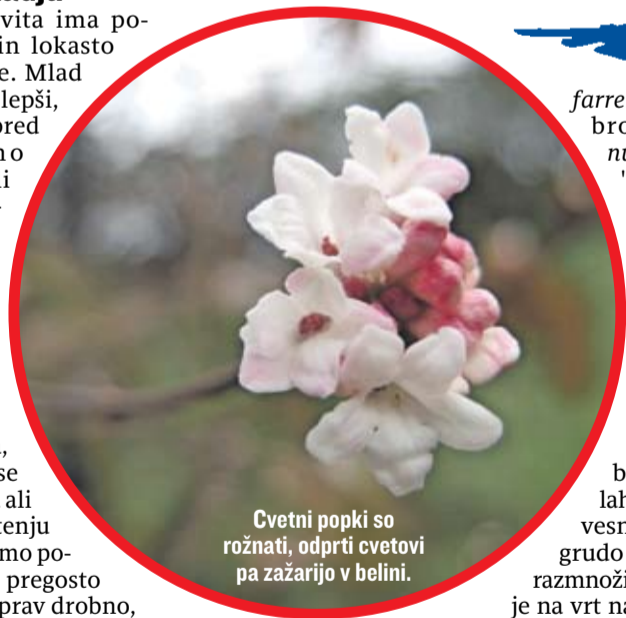 vita ima po-
in lokasto
e. Mlad
lepši,
pred
se
ali
tenju
mo po-
pregosto
prav drobno,
Cvetni popki so
rožnati, odprti cvetovi
pa zažarijo v belini.
farre
bro
nu
b
lah
vesn
grudo
razmnoži
je na vrt na